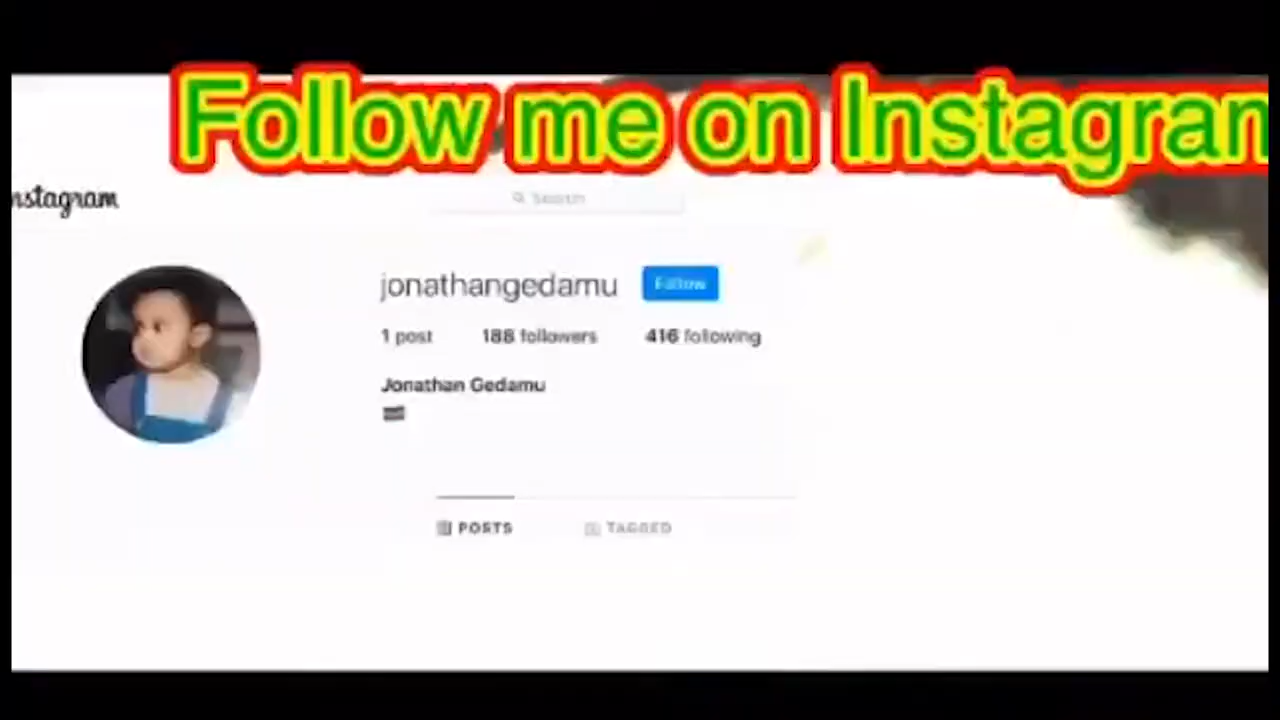 Follow me on Instagram
nstagram
Search
jonathangedamu Follow
1 post 188 followers 416 following
Jonathan Gedamu
POSTS TAGGED